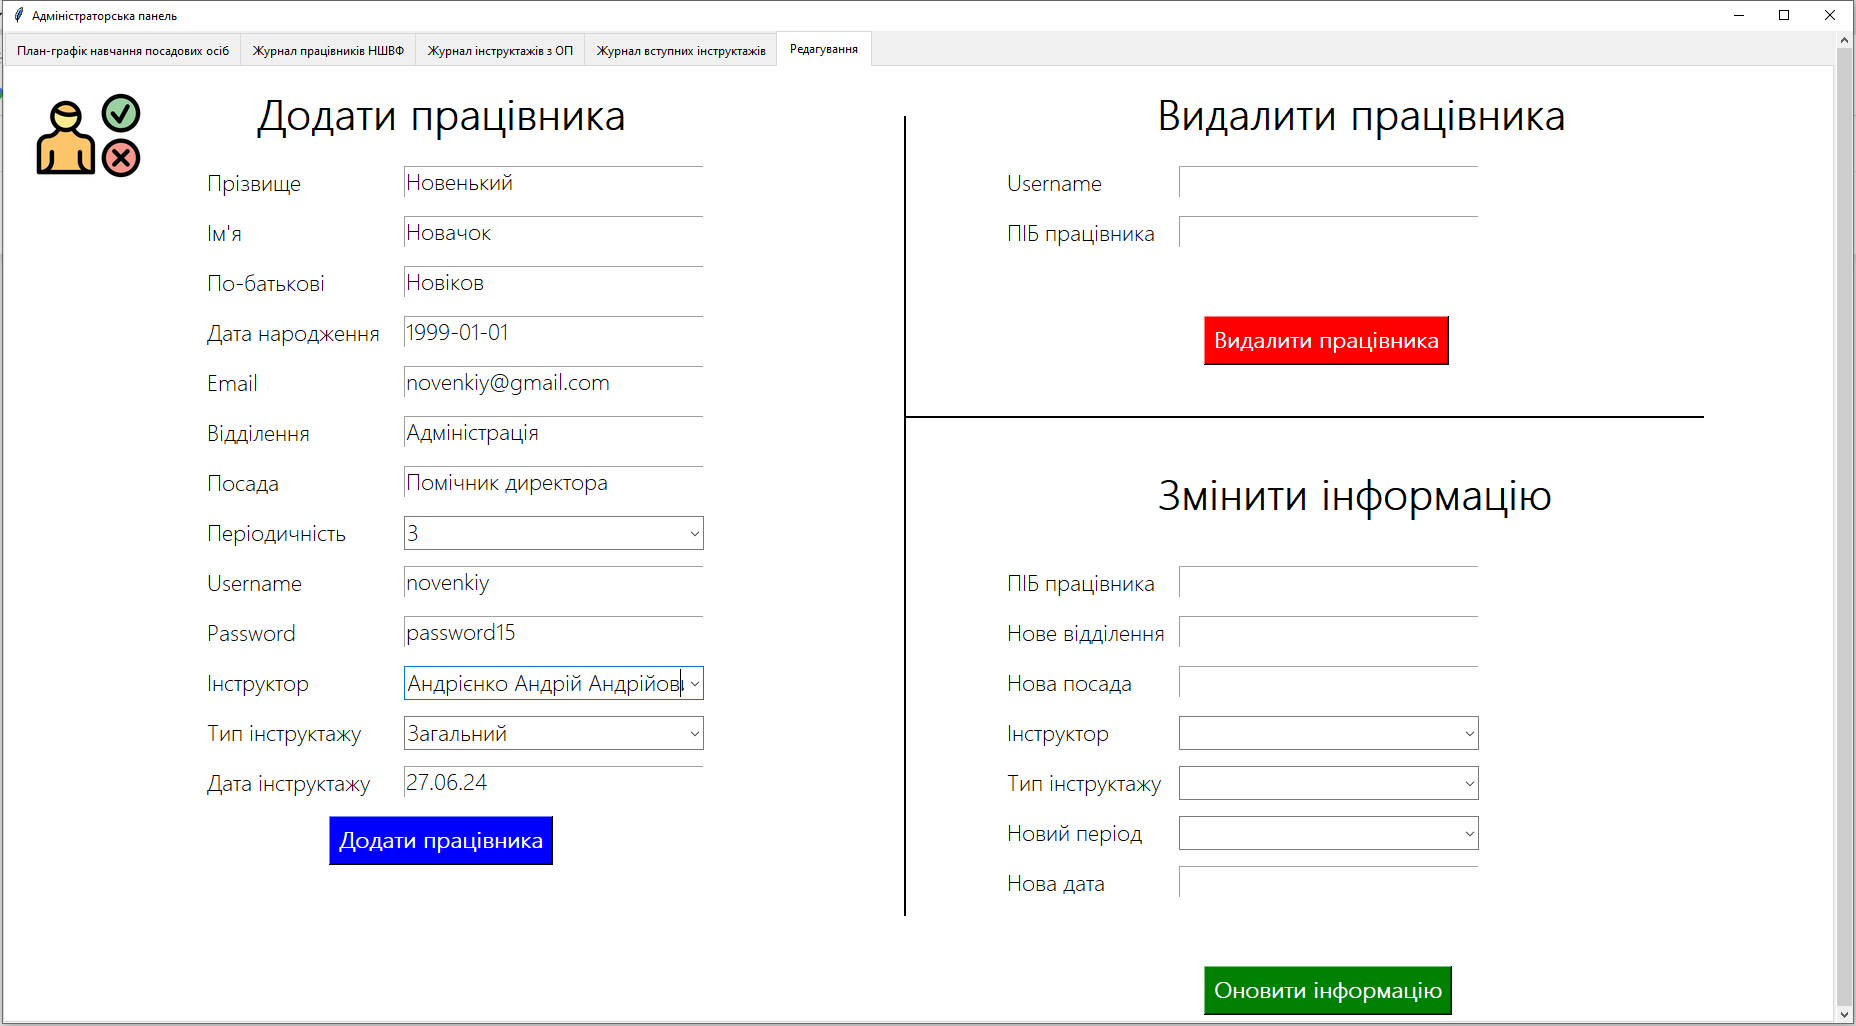 Адміністраторська панель
План-графік навчання посадових осіб
Журнал працівників НШВФ
Журнал інструктажів з ОП
Журнал вступних інструктажів
Редагування
Додати працівника
Прізвище Новенький
Ім'я Новачок
По-батькові Новіков
Дата народження 1999-01-01
Email novenkiy@gmail.com
Відділення Адміністрація
Посада Помічник директора
Періодичність 3
Username novenkiy
Password password15
Інструктор Андрієнко Андрій Андрійови
Тип інструктажу Загальний
Дата інструктажу 27.06.24
Додати працівника
Видалити працівника
Username
ПІБ працівника
Видалити працівника
Змінити інформацію
ПІБ працівника
Нове відділення
Нова посада
Інструктор
Тип інструктажу
Новий період
Нова дата
Оновити інформацію